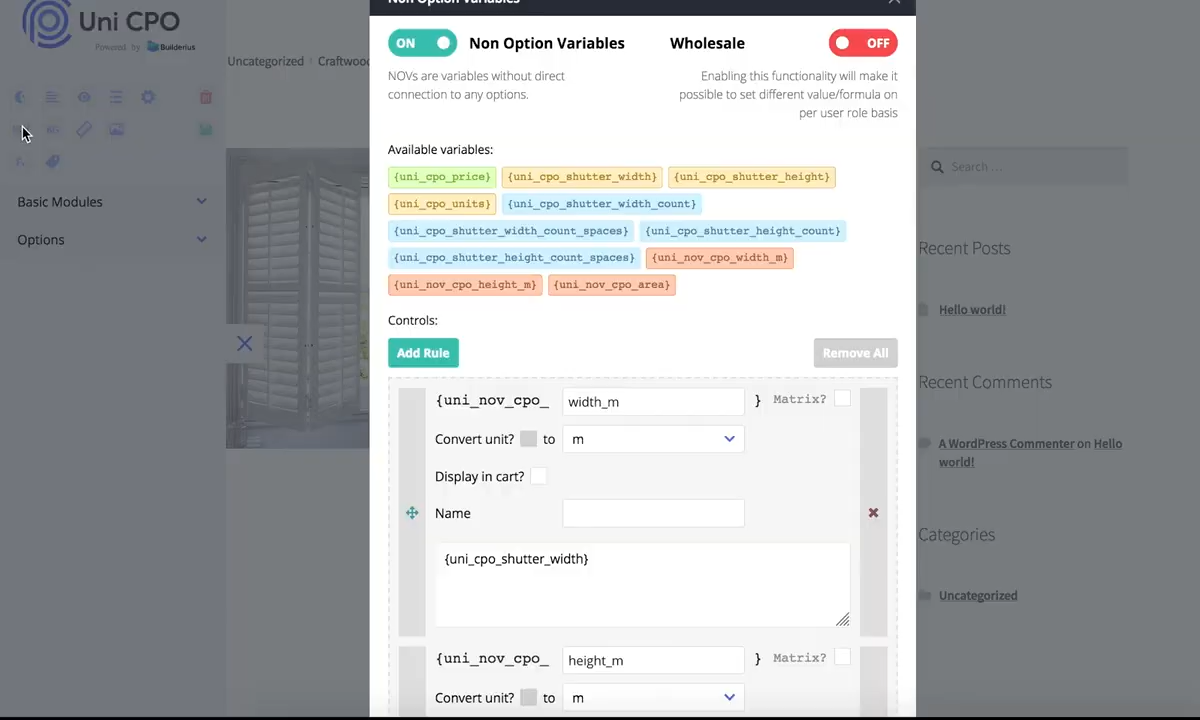 Uni CPO
Powered by Builderius
Basic Modules
Options
Uncategorized
Craftwoo
Non Option Variables
ON
Non Option Variables
Wholesale
OFF
NOVs are variables without direct
connection to any options.
Enabling this functionality will make it
possible to set different value/formula on
per user role basis
Available variables:
{uni_cpo_price} {uni_cpo_shutter_width} {uni_cpo_shutter_height}
{uni_cpo_units} {uni_cpo_shutter_width_count}
{uni_cpo_shutter_width_count_spaces} {uni_cpo_shutter_height_count}
{uni_cpo_shutter_height_count_spaces} {uni_nov_cpo_width_m}
{uni_nov_cpo_height_m} {uni_nov_cpo_area}
Controls:
Add Rule
Remove All
{uni_nov_cpo_ width_m } Matrix?
Convert unit? to m
Display in cart?
Name
{uni_cpo_shutter_width}
{uni_nov_cpo_ height_m } Matrix?
Convert unit? to m
Search …
Recent Posts
Hello world!
Recent Comments
A WordPress Commenter on Hello
world!
Categories
Uncategorized